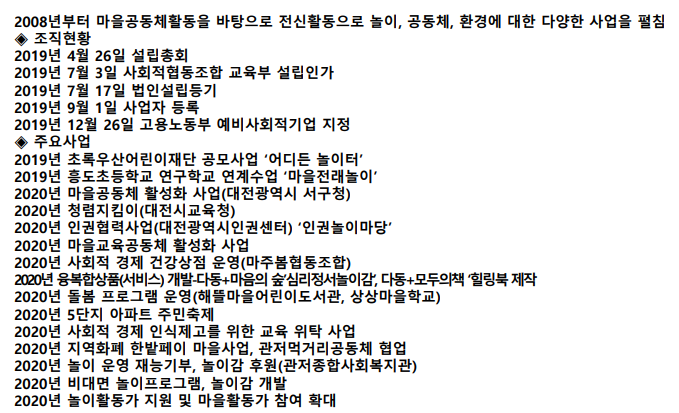 2008년부터 마을공동체활동을 바탕으로 전신활동으로 놀이, 공동체, 환경에 대한 다양한 사업을 펼침
◈ 조직현황
2019년 4월 26일 설립총회
2019년 7월 3일 사회적협동조합 교육부 설립인가
2019년 7월 17일 법인설립등기
2019년 9월 1일 사업자 등록
2019년 12월 26일 고용노동부 예비사회적기업 지정
◈ 주요사업
2019년 초록우산어린이재단 공모사업 ‘어디든 놀이터’
2019년 흥도초등학교 연구학교 연계수업 ‘마을전래놀이’
2020년 마을공동체 활성화 사업(대전광역시 서구청)
2020년 청렴지킴이(대전시교육청)
2020년 인권협력사업(대전광역시인권센터) ‘인권놀이마당’
2020년 마을교육공동체 활성화 사업
2020년 사회적 경제 건강상점 운영(마주봄협동조합)
2020년 융복합상품(서비스) 개발-다동+마음의 숲‘심리정서놀이감’, 다동+모두의책 ‘힐링북 제작
2020년 돌봄 프로그램 운영(해뜰마을어린이도서관, 상상마을학교)
2020년 5단지 아파트 주민축제
2020년 사회적 경제 인식제고를 위한 교육 위탁 사업
2020년 지역화폐 한밭페이 마을사업, 관저먹거리공동체 협업
2020년 놀이 운영 재능기부, 놀이감 후원(관저종합사회복지관)
2020년 비대면 놀이프로그램, 놀이감 개발
2020년 놀이활동가 지원 및 마을활동가 참여 확대